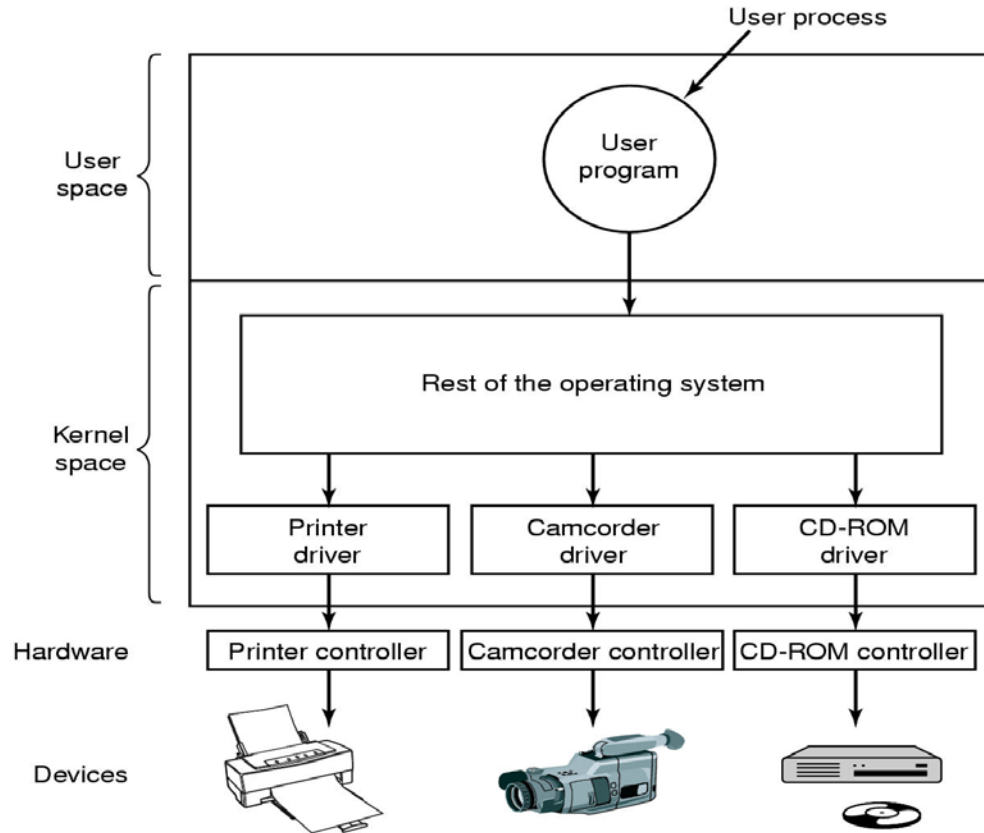 User process
User
program
User
space
Rest of the operating system
Kernel
space
Printer
driver
Camcorder
driver
CD-ROM
driver
Hardware
Printer controller
Camcorder controller
CD-ROM controller
Devices